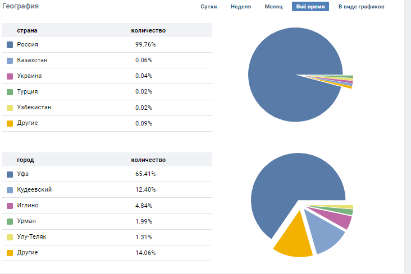 География Сутки Неделя Месяц Всё время В виде графиков
страна количество
Россия 99.76%
Казахстан 0.06%
Украина 0.04%
Турция 0.02%
Узбекистан 0.02%
Другие 0.09%
город количество
Уфа 65.41%
Кудеевский 12.40%
Иглино 4.84%
Урман 1.99%
Улу-Теляк 1.31%
Другие 14.06%